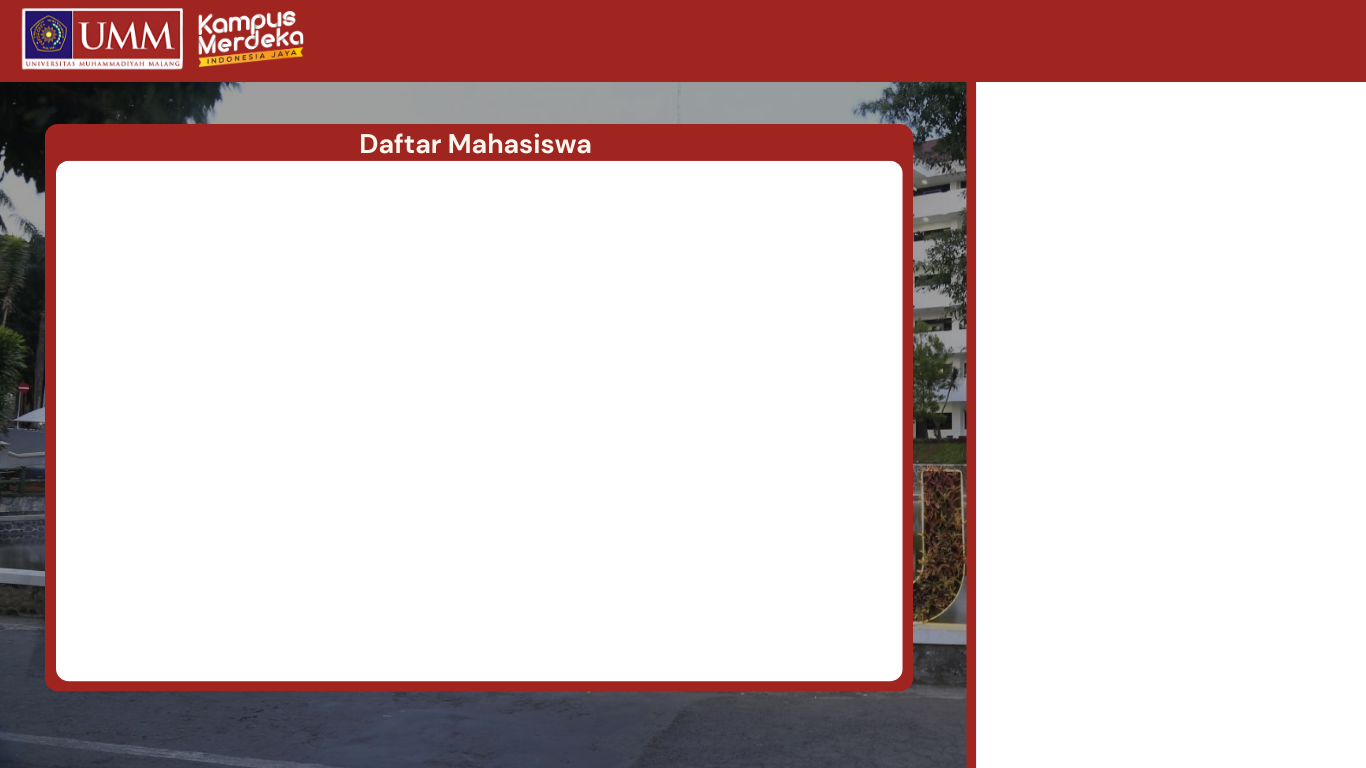 UMM
UNIVERSITAS MUHAMMADIYAH MALANG
Kampus
Merdeka
INDONESIA JAYA
Daftar Mahasiswa
U